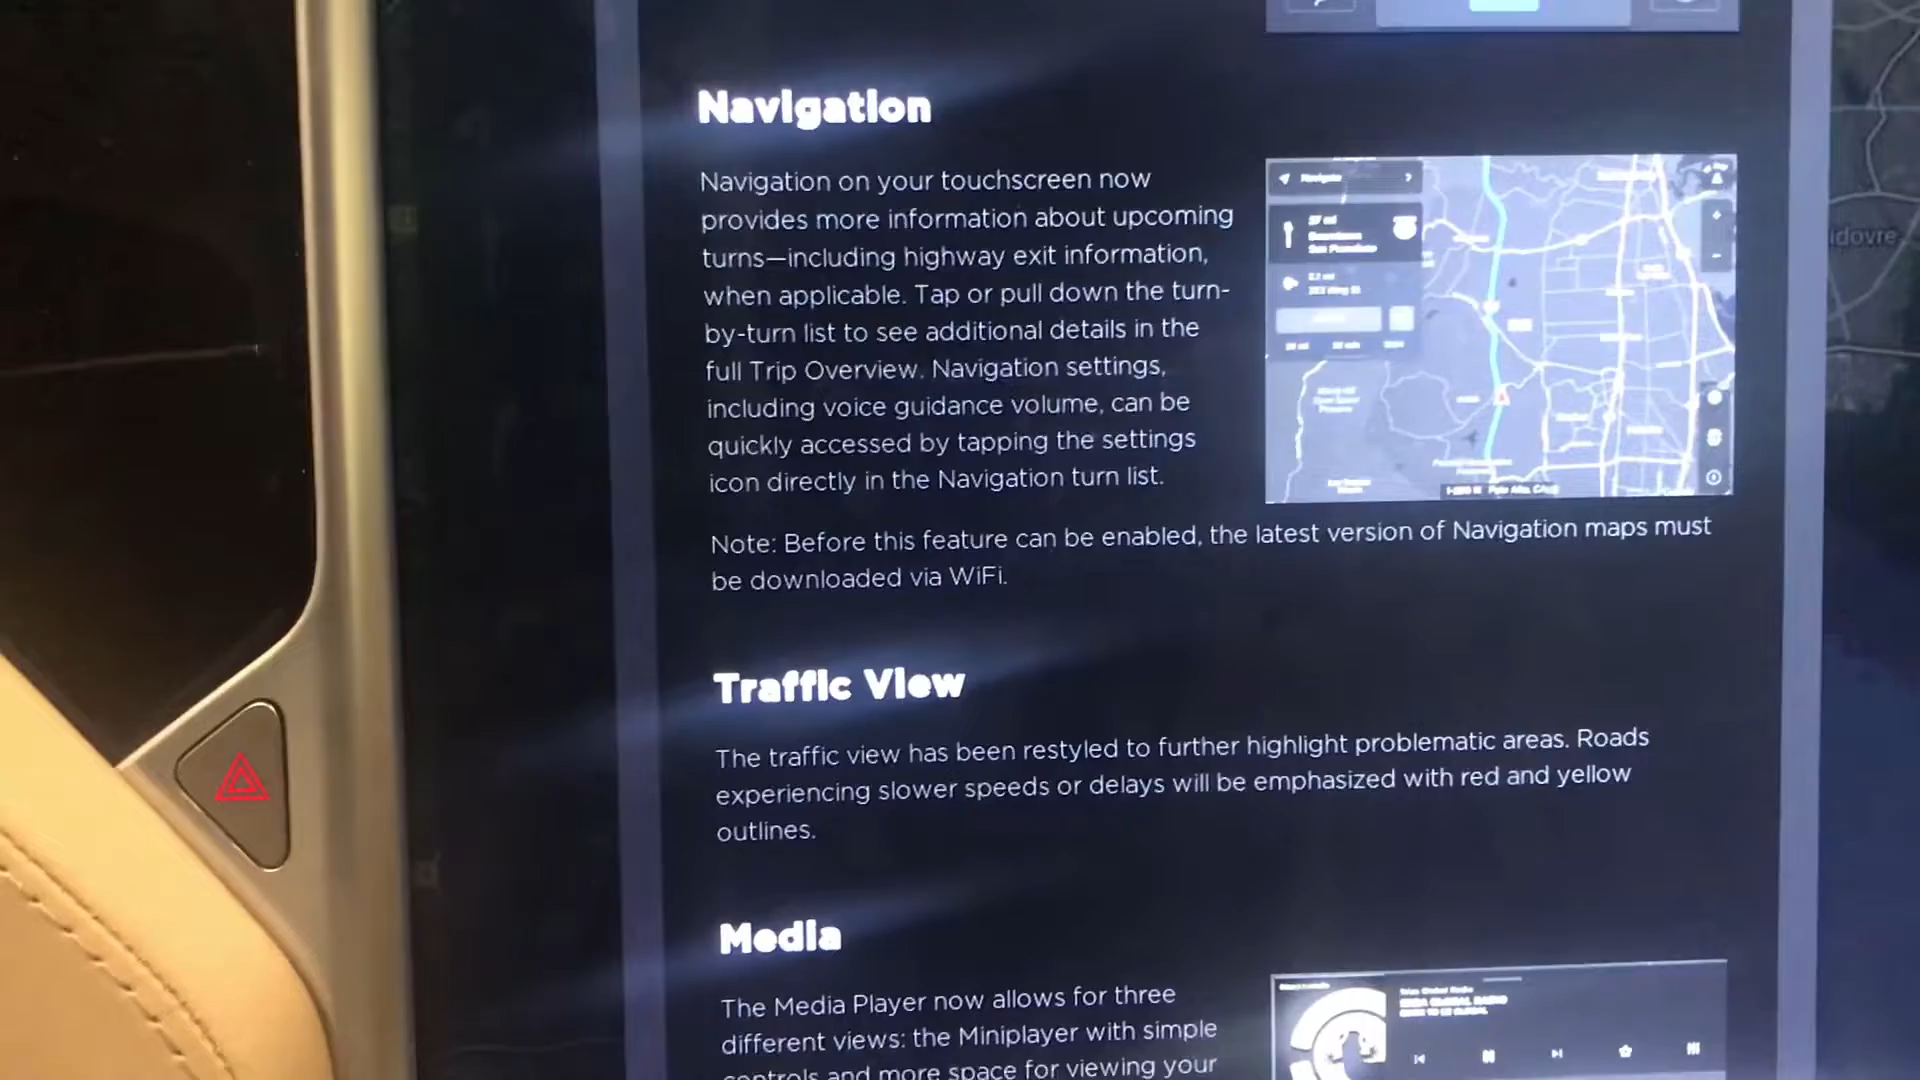 Navigation
Navigation on your touchscreen now
provides more information about upcoming
turns—including highway exit information,
when applicable. Tap or pull down the turn-
by-turn list to see additional details in the
full Trip Overview. Navigation settings,
including voice guidance volume, can be
quickly accessed by tapping the settings
icon directly in the Navigation turn list.
Navigate
Note: Before this feature can be enabled, the latest version of Navigation maps must
be downloaded via WiFi.
idovre
Traffic View
The traffic view has been restyled to further highlight problematic areas. Roads
experiencing slower speeds or delays will be emphasized with red and yellow
outlines.
Media
The Media Player now allows for three
different views: the Miniplayer with simple
controls and more space for viewing your